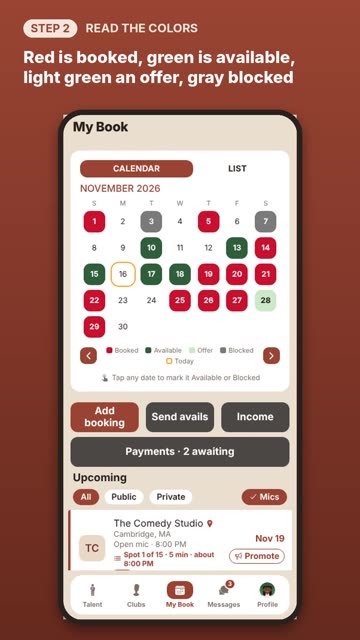 STEP 2 READ THE COLORS
Red is booked, green is available,
light green an offer, gray blocked
My Book
CALENDAR LIST
NOVEMBER 2026
S M T W T F S
1 2 3 4 5 6 7
8 9 10 11 12 13 14
15 16 17 18 19 20 21
22 23 24 25 26 27 28
29 30
Booked Available Offer Blocked
Today
Tap any date to mark it Available or Blocked
Add booking Send avails Income
Payments · 2 awaiting
Upcoming
All Public Private ✓ Mics
The Comedy Studio
Cambridge, MA
Open mic · 8:00 PM
TC
Spot 1 of 15 · 5 min · about
8:00 PM
Nov 19
Promote
3
Talent Clubs My Book Messages Profile